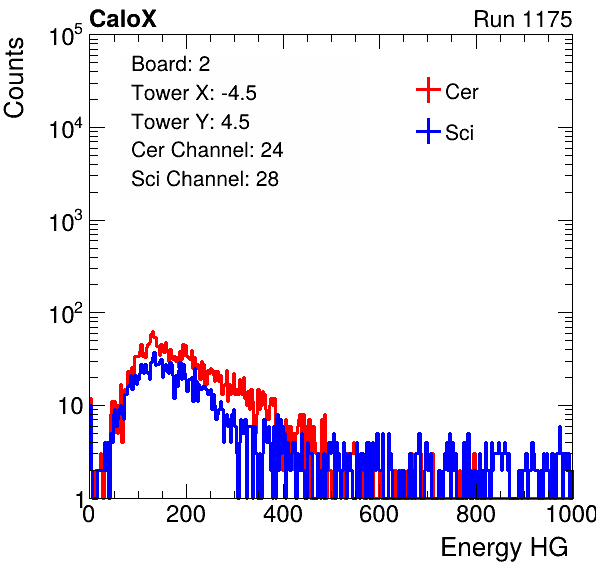 CaloX Run 1175
Counts
Board: 2
Tower X: -4.5
Tower Y: 4.5
Cer Channel: 24
Sci Channel: 28
Cer
Sci
10^5
10^4
10^3
10^2
10
1
0 200 400 600 800 1000
Energy HG